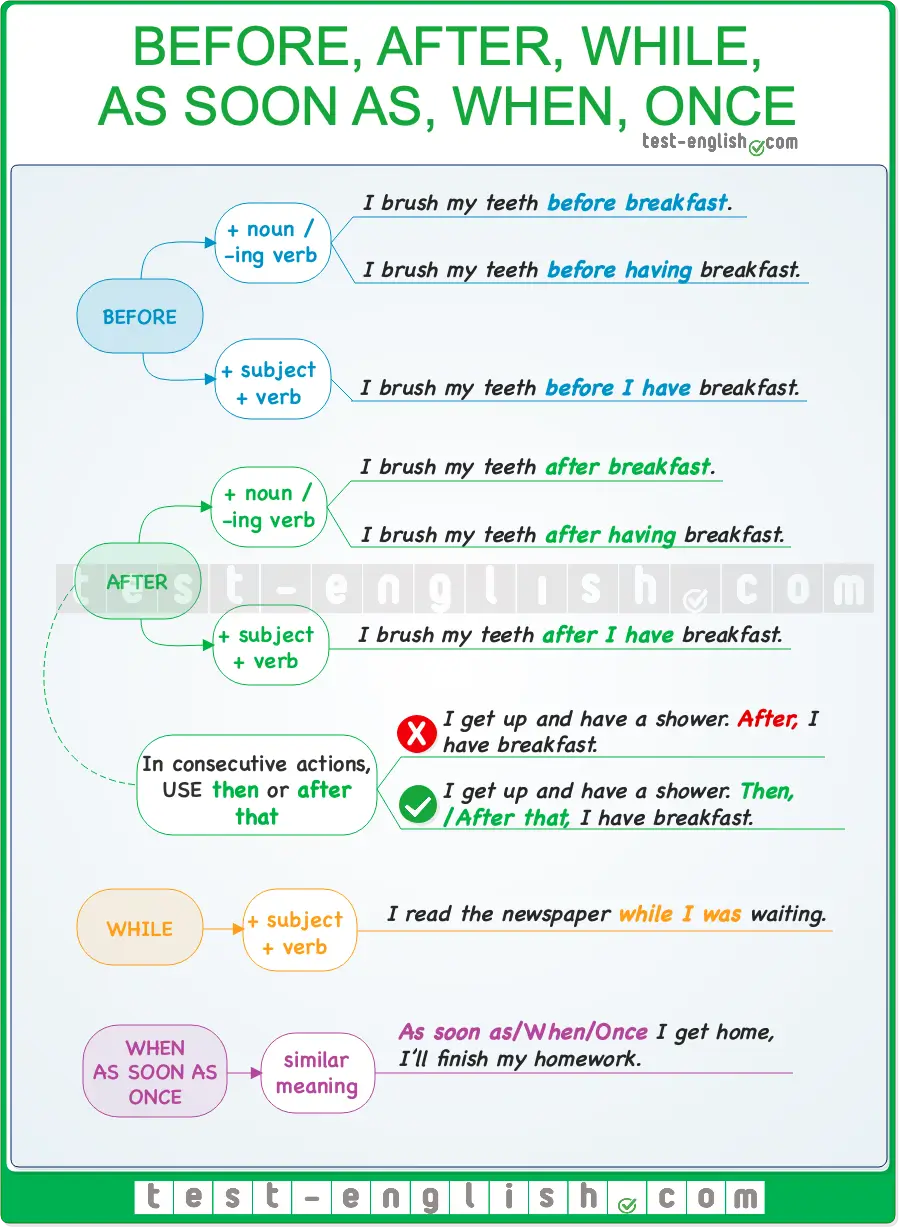 BEFORE, AFTER, WHILE,
AS SOON AS, WHEN, ONCE
test-english.com
BEFORE
+ noun /
-ing verb
I brush my teeth before breakfast.
I brush my teeth before having breakfast.
+ subject
+ verb
I brush my teeth before I have breakfast.
AFTER
+ noun /
-ing verb
I brush my teeth after breakfast.
I brush my teeth after having breakfast.
test-english.com
+ subject
+ verb
I brush my teeth after I have breakfast.
In consecutive actions,
USE then or after
that
X
I get up and have a shower. After, I
have breakfast.
I get up and have a shower. Then,
/After that, I have breakfast.
WHILE
+ subject
+ verb
I read the newspaper while I was waiting.
WHEN
AS SOON AS
ONCE
similar
meaning
As soon as/When/Once I get home,
I'll finish my homework.
test-english.com